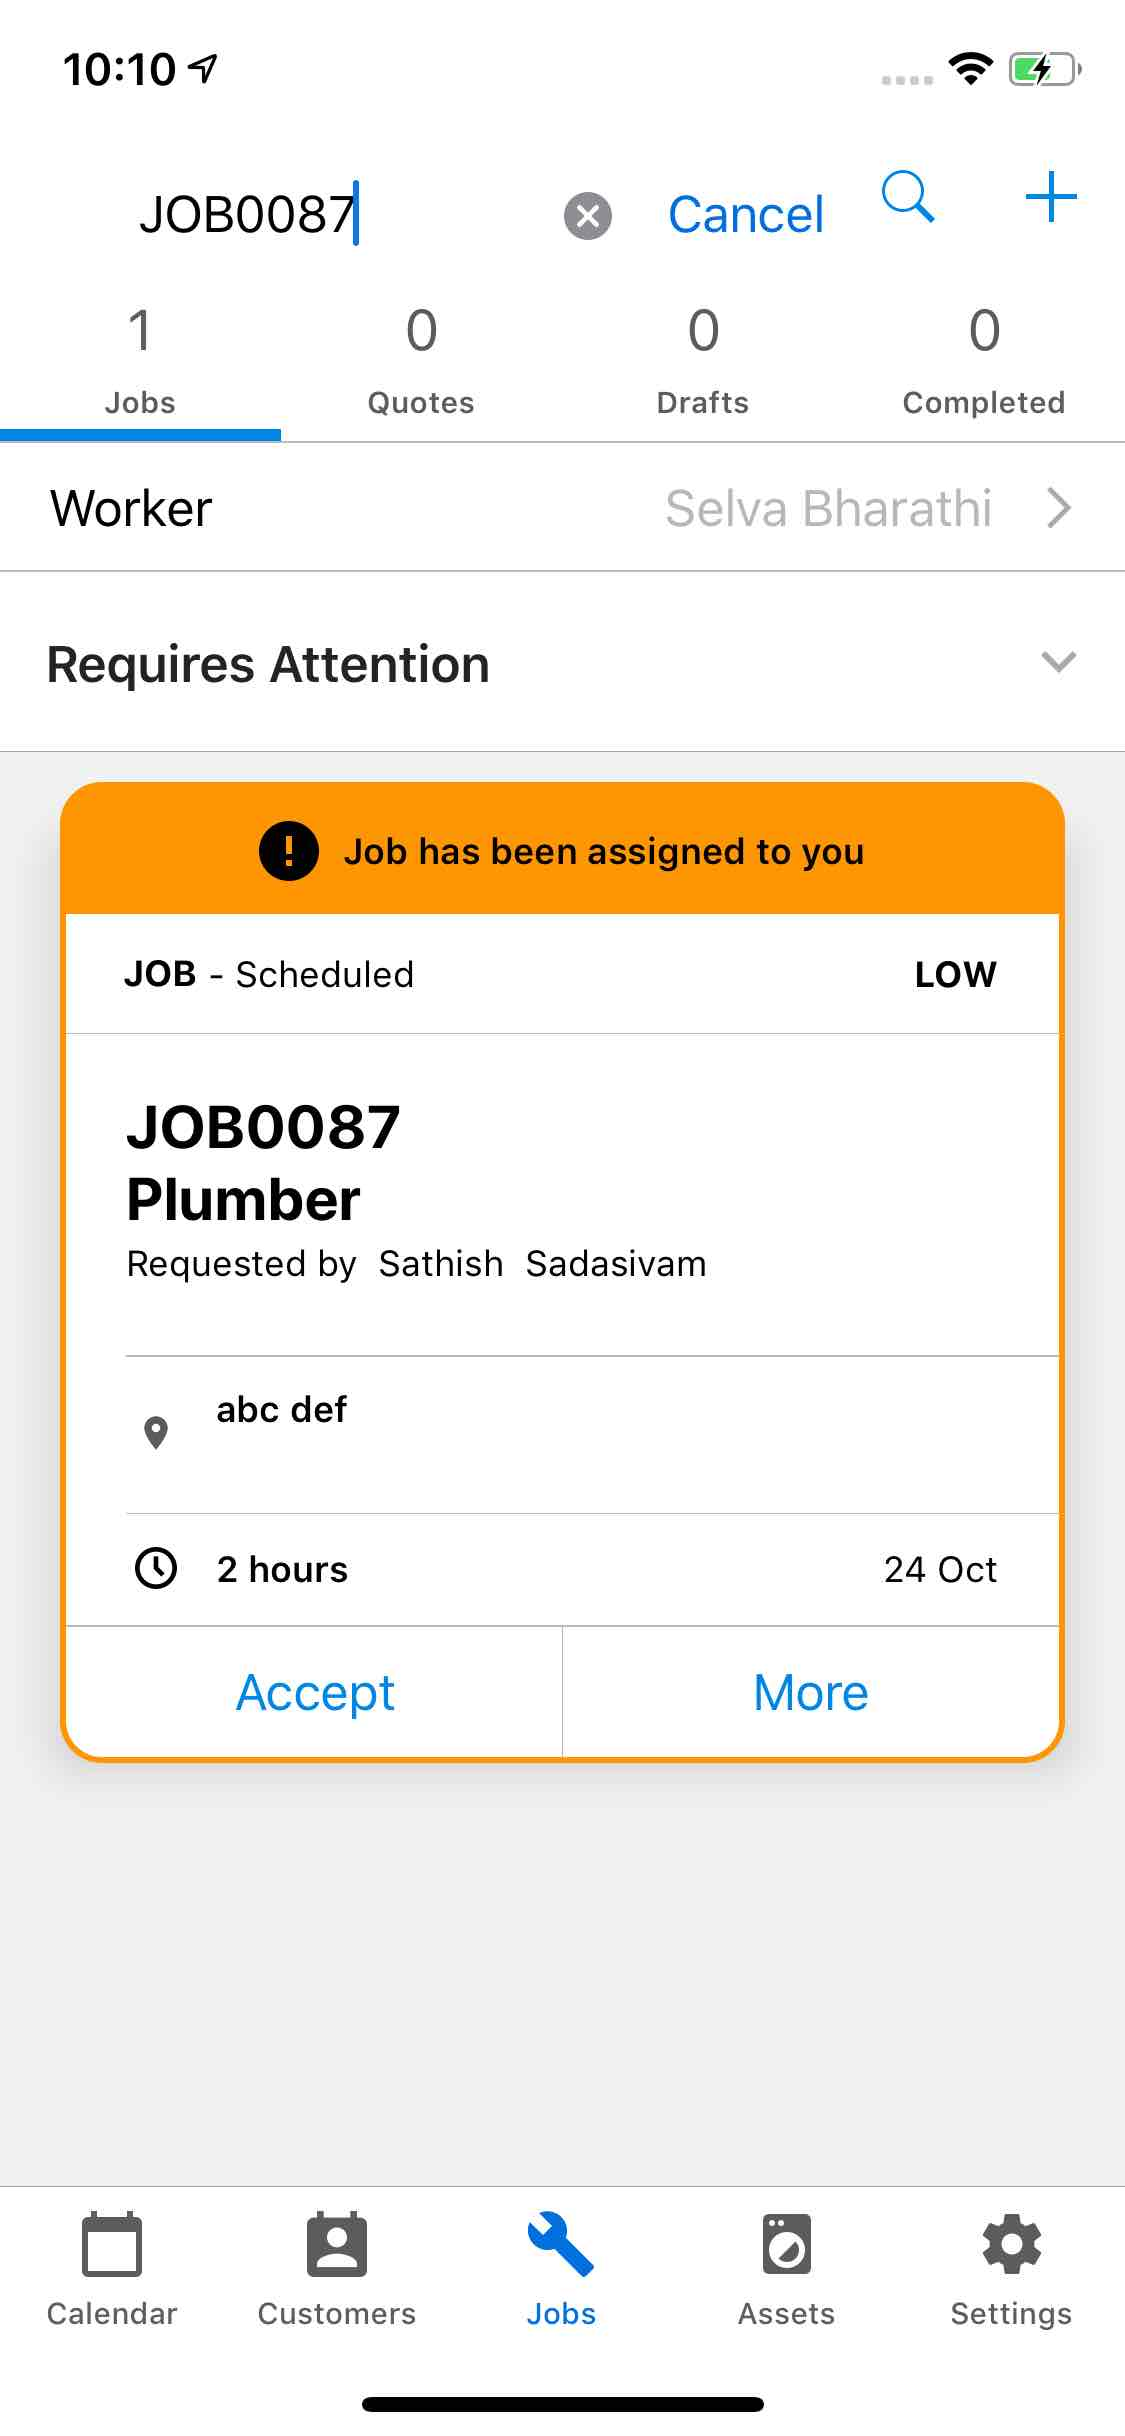 10:10
JOB0087
Cancel
1 0 0 0
Jobs Quotes Drafts Completed
Worker Selva Bharathi
Requires Attention
Job has been assigned to you
JOB - Scheduled LOW
JOB0087
Plumber
Requested by Sathish Sadasivam
abc def
2 hours 24 Oct
Accept More
Calendar Customers Jobs Assets Settings